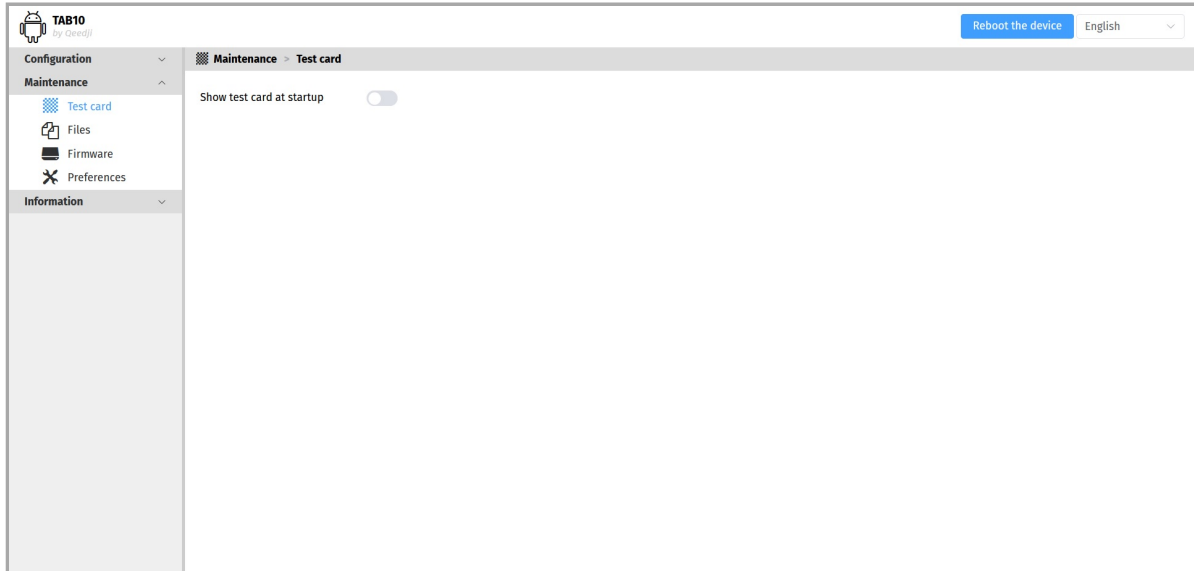 TAB10
by Qeedji
Reboot the device
English
Configuration
Maintenance
Test card
Files
Firmware
Preferences
Information
Maintenance > Test card
Show test card at startup